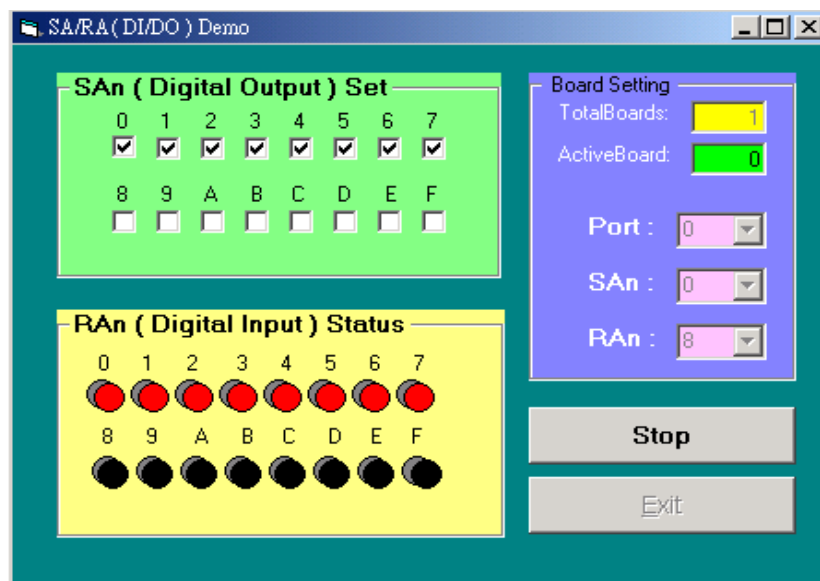 SA/RA( DI/DO ) Demo
SAn ( Digital Output ) Set
0 1 2 3 4 5 6 7
8 9 A B C D E F
RAn ( Digital Input ) Status
0 1 2 3 4 5 6 7
8 9 A B C D E F
Board Setting
TotalBoards: 1
ActiveBoard: 0
Port : 0
SAn : 0
RAn : 8
Stop
Exit